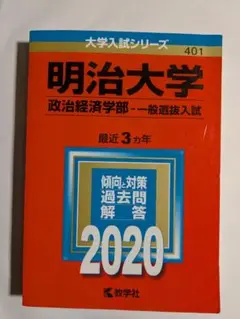 大学入試シリーズ
401
明治大学
政治経済学部-一般選抜入試
最近3カ年
傾向と対策
過去問
解答
2020
教学社